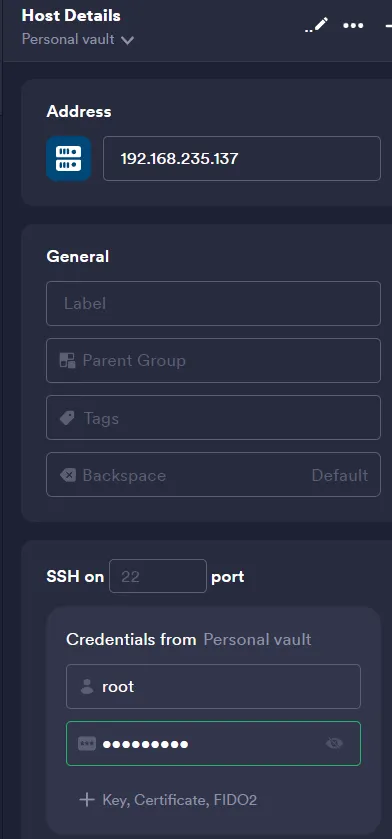 Host Details
Personal vault
Address
192.168.235.137
General
Label
Parent Group
Tags
Backspace Default
SSH on 22 port
Credentials from Personal vault
root
●●●●●●●●●
+ Key, Certificate, FIDO2